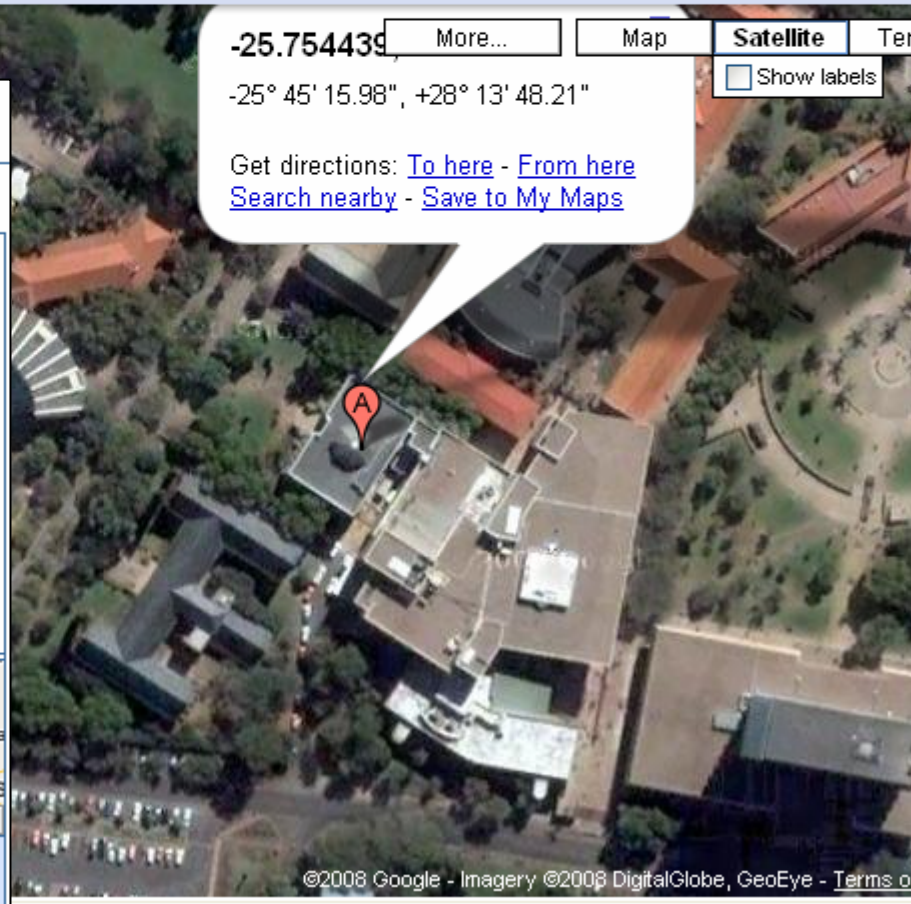 -25.754439,
More...
Map
Satellite
Show labels
-25° 45' 15.98", +28° 13' 48.21"
Get directions: To here - From here
Search nearby - Save to My Maps
A
©2008 Google - Imagery ©2008 DigitalGlobe, GeoEye - Terms o